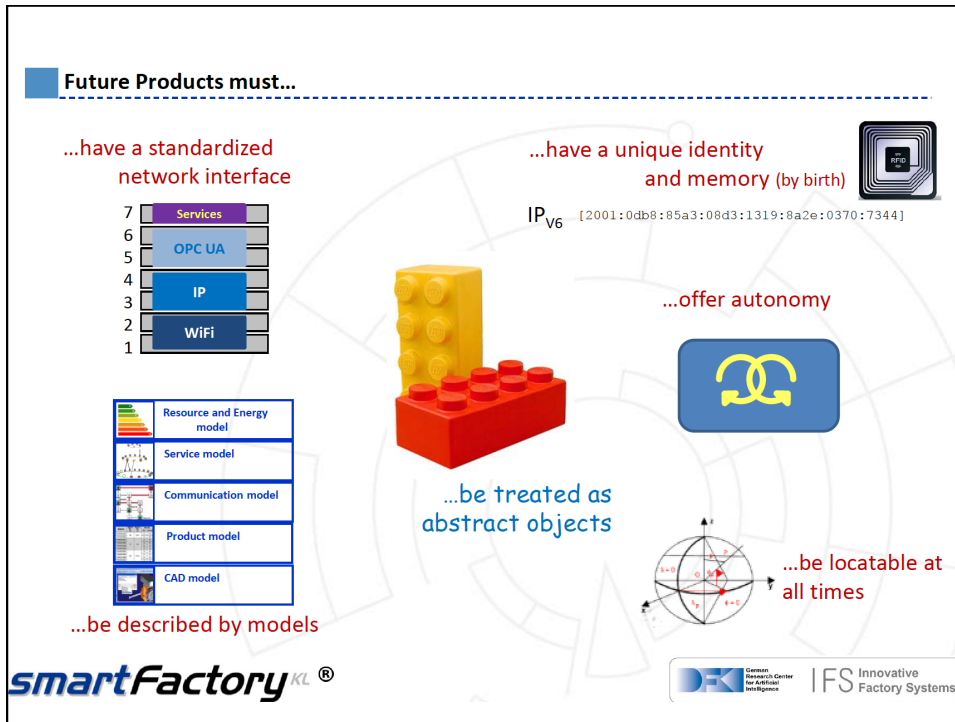 Future Products must...
...have a standardized
network interface
7
Services
6
OPC UA
5
4
IP
3
2
WiFi
1
...have a unique identity
and memory (by birth)
RFID
IPV6 [2001:0db8:85a3:08d3:1319:8a2e:0370:7344]
...offer autonomy
Resource and Energy
model
Service model
Communication model
Product model
CAD model
...be described by models
...be treated as
abstract objects
z
P
O
λ = 0
y
x
φ = 0
...be locatable at
all times
smartFactory KL ®
DFKI
German
Research Center
for Artificial
Intelligence
IFS Innovative
Factory Systems